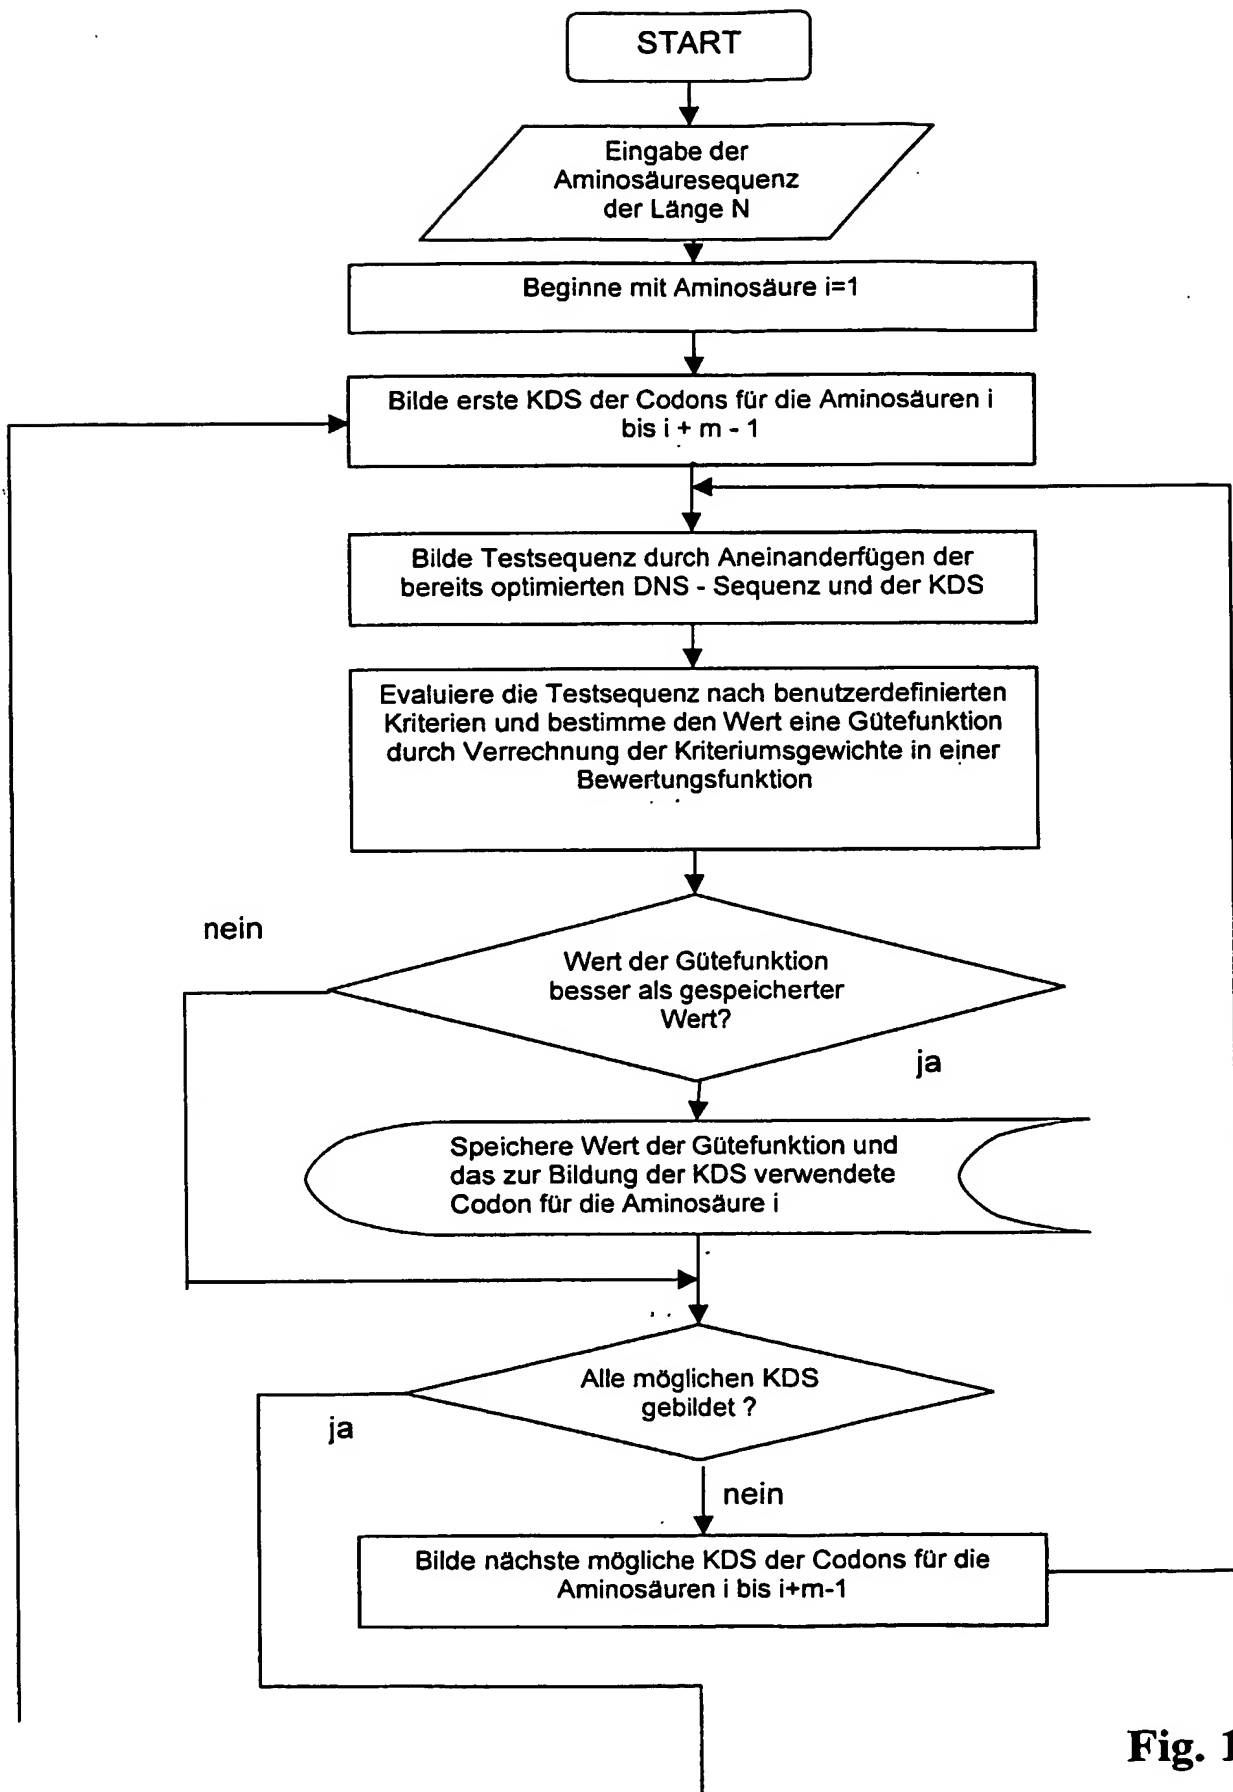 START
Eingabe der
Aminosäuresequenz
der Länge N
Beginne mit Aminosäure i=1
Bilde erste KDS der Codons für die Aminosäuren i
bis i + m - 1
Bilde Testsequenz durch Aneinanderfügen der
bereits optimierten DNS - Sequenz und der KDS
Evaluiere die Testsequenz nach benutzerdefinierten
Kriterien und bestimme den Wert eine Gütefunktion
durch Verrechnung der Kriteriumsgewichte in einer
Bewertungsfunktion
nein
Wert der Gütefunktion
besser als gespeicherter
Wert?
ja
Speichere Wert der Gütefunktion und
das zur Bildung der KDS verwendete
Codon für die Aminosäure i
Alle möglichen KDS
gebildet ?
ja
nein
Bilde nächste mögliche KDS der Codons für die
Aminosäuren i bis i+m-1
Fig. 1